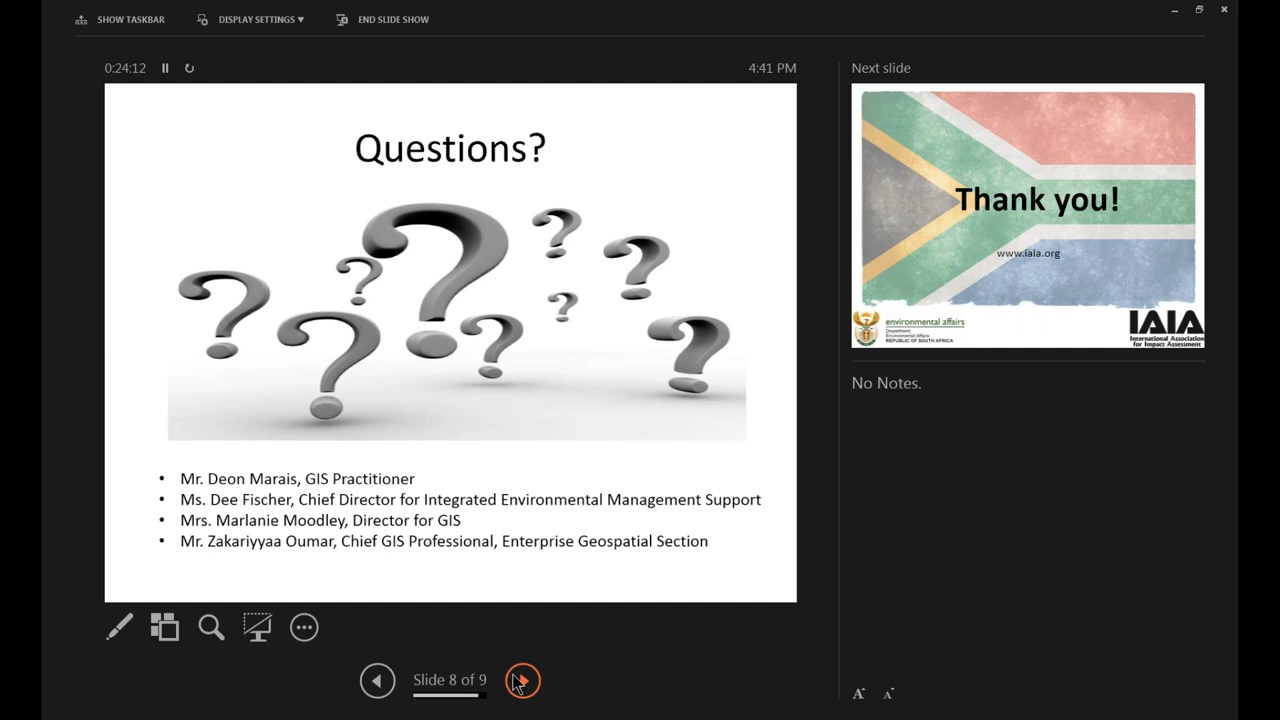 SHOW TASKBAR
DISPLAY SETTINGS ▼
END SLIDE SHOW
0:24:12
4:41 PM
Next slide
Questions?
• Mr. Deon Marais, GIS Practitioner
• Ms. Dee Fischer, Chief Director for Integrated Environmental Management Support
• Mrs. Marlanie Moodley, Director for GIS
• Mr. Zakariyyaa Oumar, Chief GIS Professional, Enterprise Geospatial Section
Thank you!
www.iaia.org
environmental affairs
Department:
Environmental Affairs
REPUBLIC OF SOUTH AFRICA
IAIA
International Association
for Impact Assessment
No Notes.
Slide 8 of 9
A A